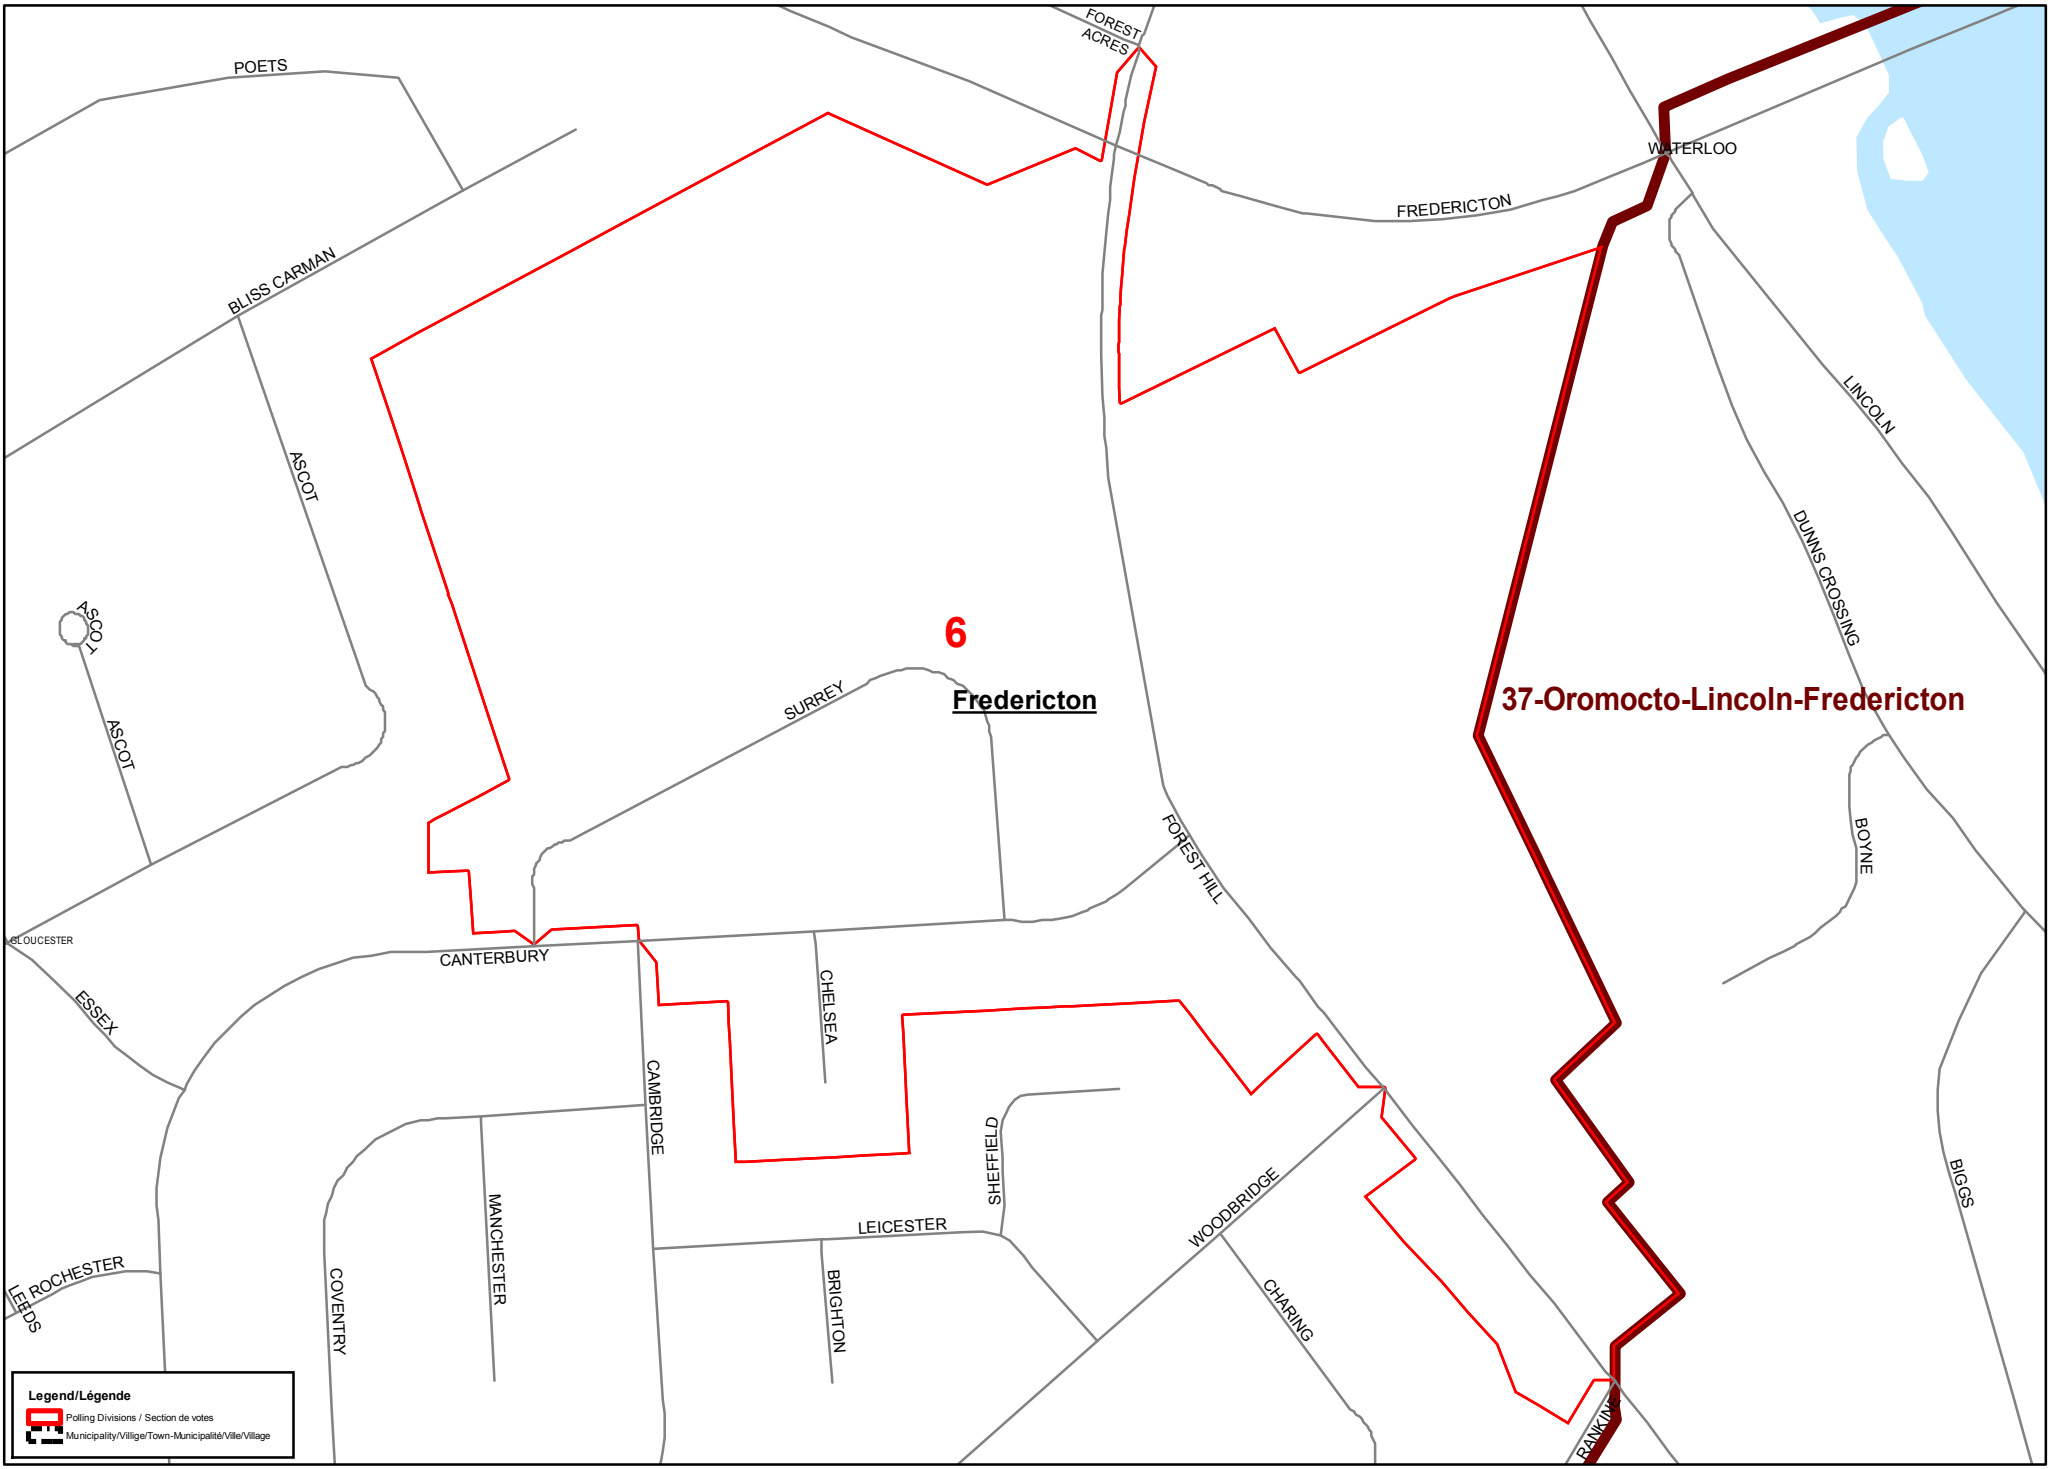 FOREST
ACRES
POETS
WATERLOO
FREDERICTON
BLISS CARMAN
LINCOLN
ASCOT
DUNNS CROSSING
ASCOT
6
SURREY
Fredericton
37-Oromocto-Lincoln-Fredericton
ASCOT
FOREST HILL
BOYNE
GLOUCESTER
CANTERBURY
CHELSEA
ESSEX
CAMBRIDGE
SHEFFIELD
WOODBRIDGE
BIGGS
MANCHESTER
LEICESTER
ROCHESTER
LEEDS
COVENTRY
BRIGHTON
CHARING
RANKINE
Legend/Légende
Polling Divisions / Section de votes
Municipality/Villige/Town-Municipalité/Ville/Village